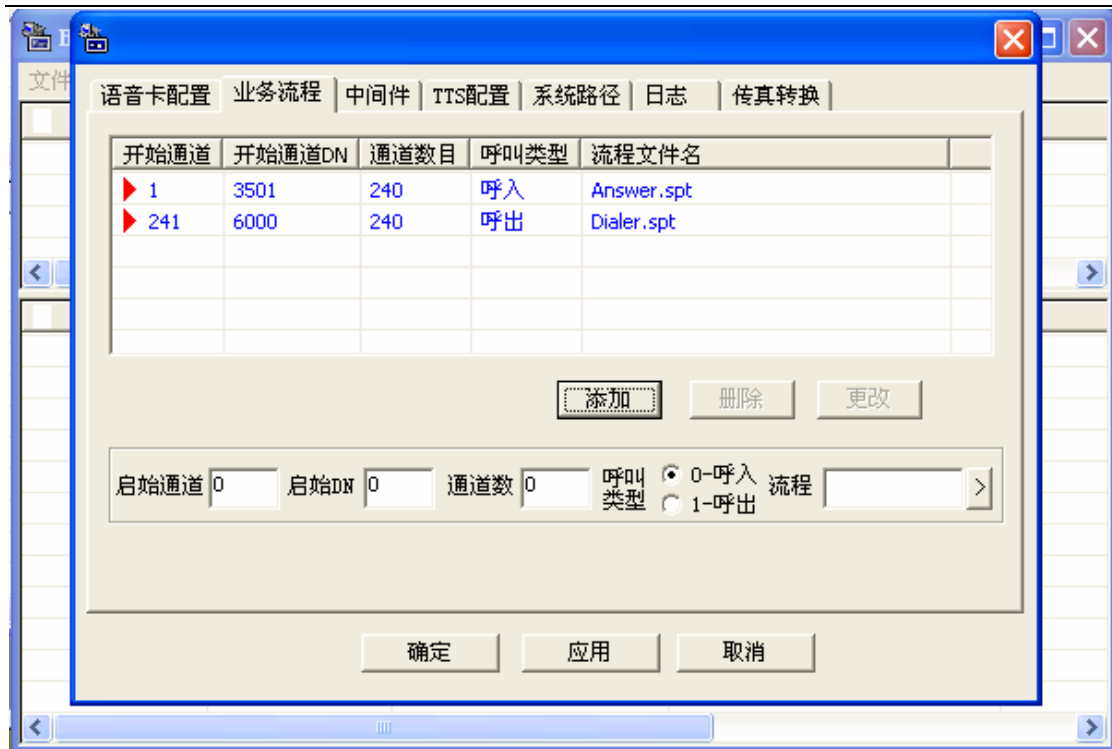 文件
语音卡配置 业务流程 中间件 TTS配置 系统路径 日志 传真转换
开始通道 开始通道DN 通道数目 呼叫类型 流程文件名
1 3501 240 呼入 Answer.spt
241 6000 240 呼出 Dialer.spt
添加 删除 更改
启始通道 0 启始DN 0 通道数 0 呼叫类型 0-呼入 1-呼出 流程 >
确定 应用 取消